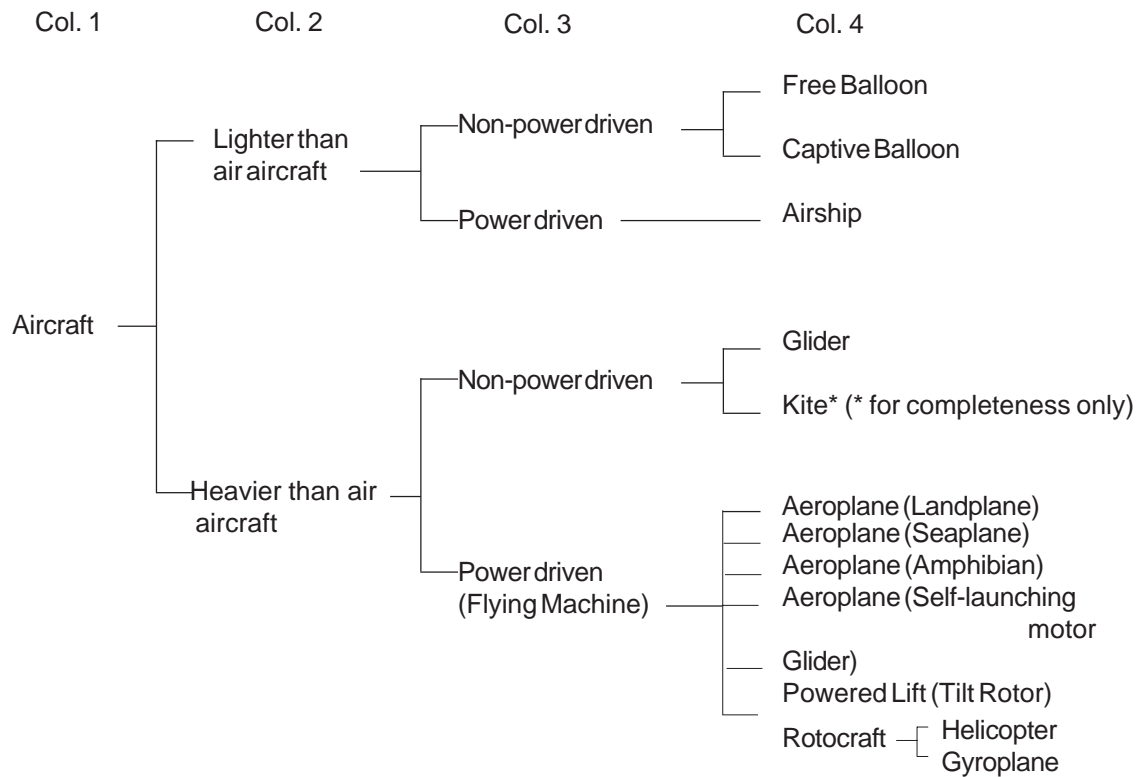 Col. 1 Col. 2 Col. 3 Col. 4
Free Balloon
Non-power driven
Lighter than
air aircraft
Captive Balloon
Power driven
Airship
Aircraft
Glider
Non-power driven
Kite* (* for completeness only)
Heavier than air
aircraft
Aeroplane (Landplane)
Aeroplane (Seaplane)
Aeroplane (Amphibian)
Power driven
(Flying Machine)
Aeroplane (Self-launching
motor
Glider)
Powered Lift (Tilt Rotor)
Rotocraft
Helicopter
Gyroplane